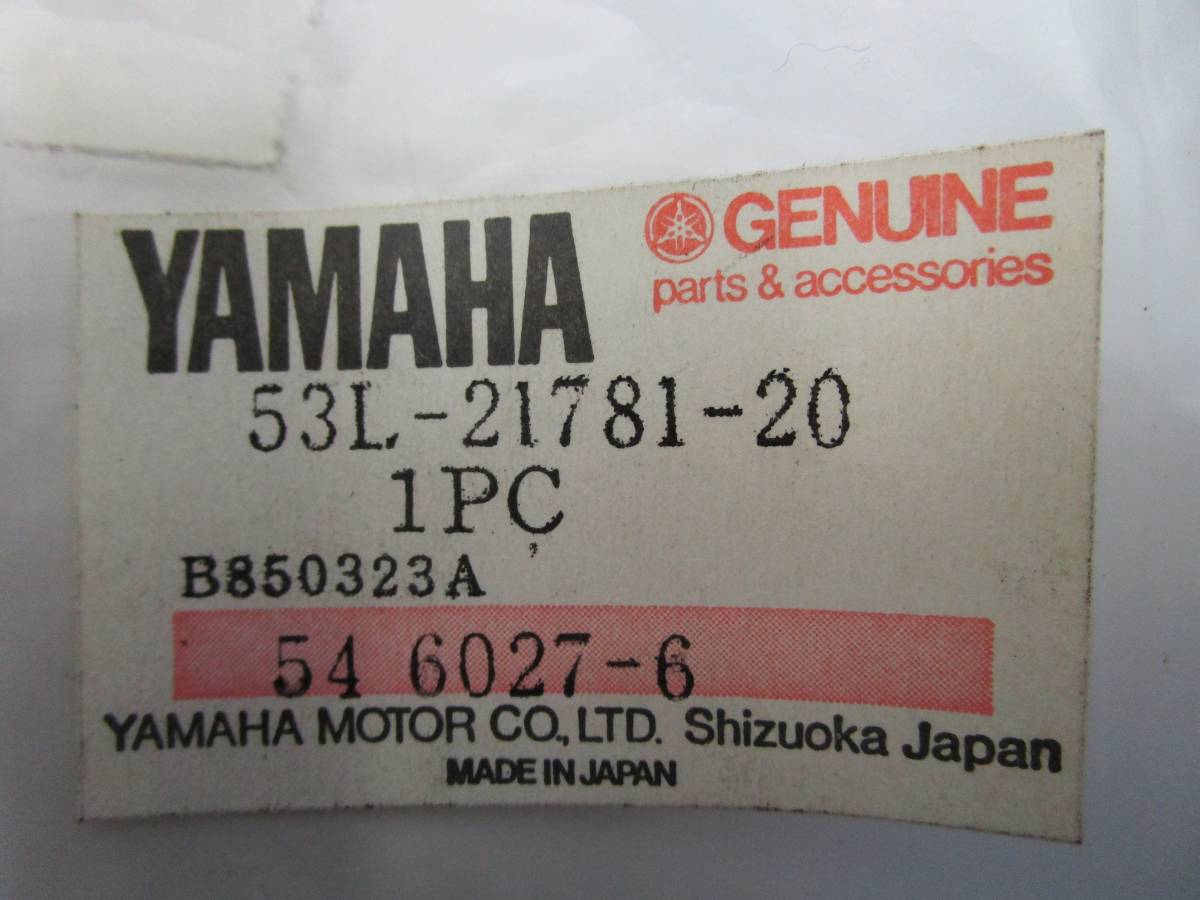 YAMAHA
GENUINE
parts & accessories
53L-21781-20
1PC
B850323A
54 6027-6
YAMAHA MOTOR CO., LTD. Shizuoka Japan
MADE IN JAPAN